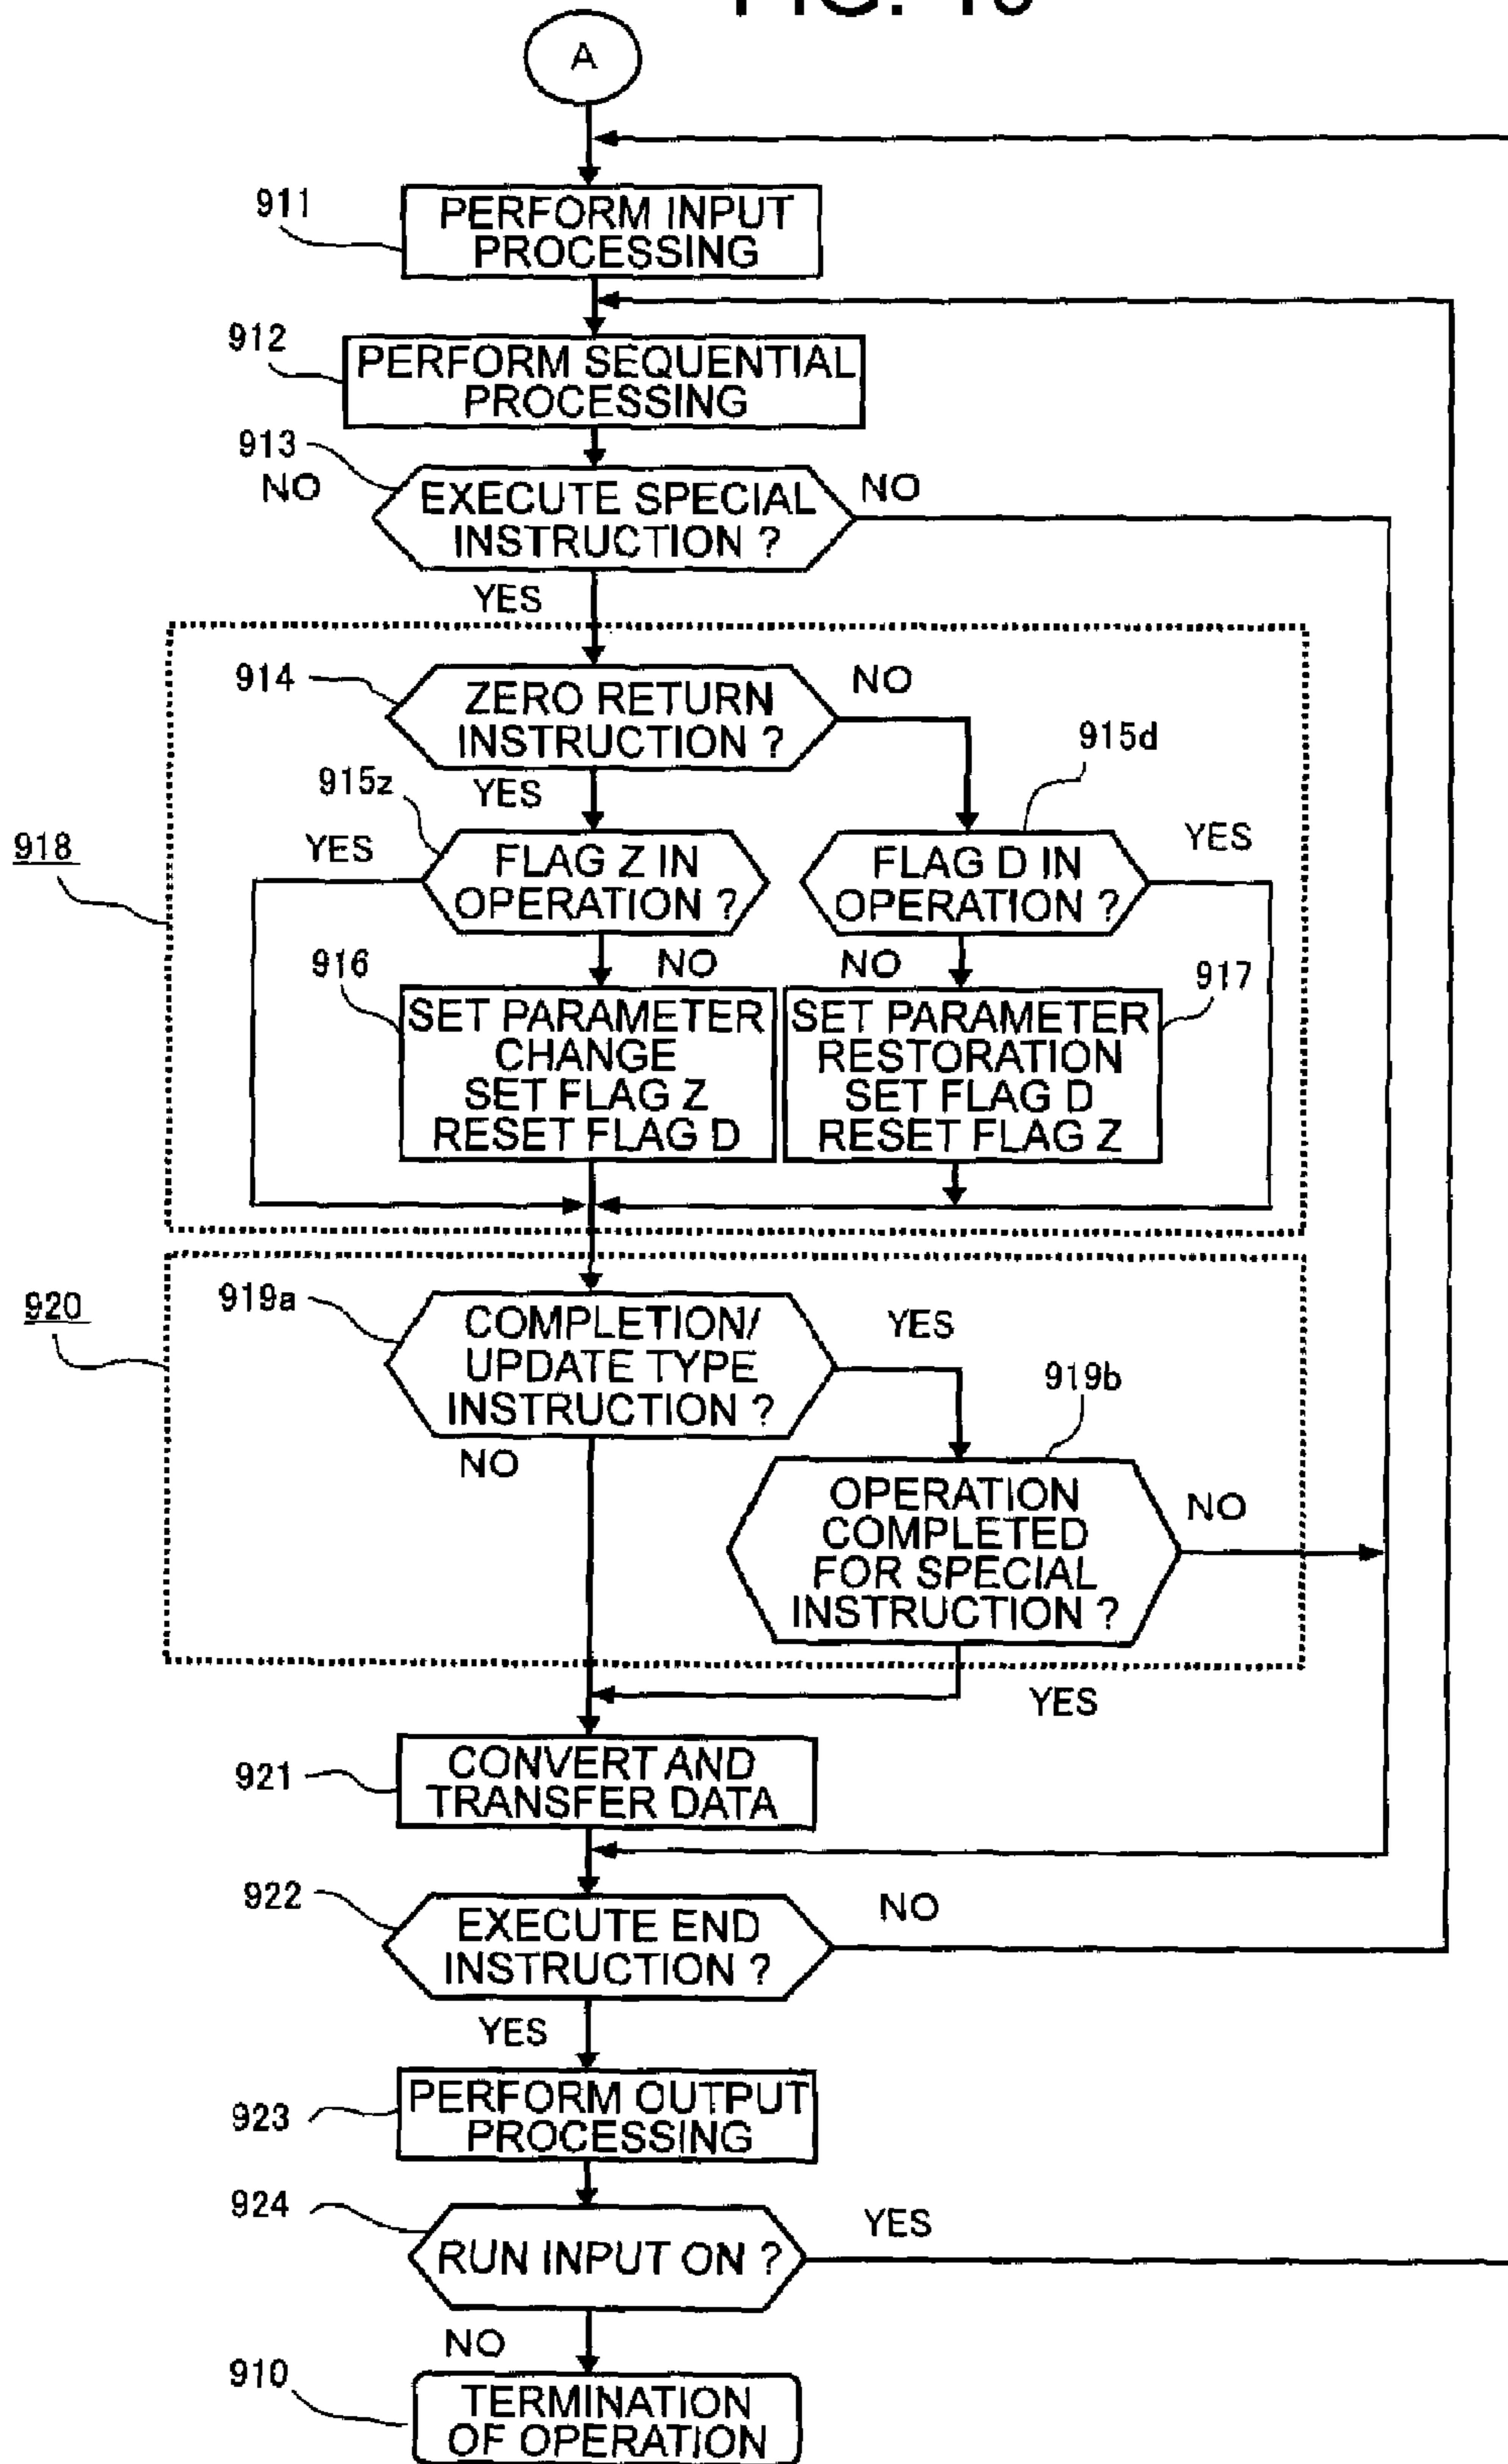 A
911
PERFORM INPUT
PROCESSING
912
PERFORM SEQUENTIAL
PROCESSING
913
NO
EXECUTE SPECIAL
INSTRUCTION ?
NO
YES
914
ZERO RETURN
INSTRUCTION ?
NO
915d
915z
YES
918
YES
FLAG Z IN
OPERATION ?
FLAG D IN
OPERATION ?
YES
916
NO
NO
917
SET PARAMETER
CHANGE
SET FLAG Z
RESET FLAG D
SET PARAMETER
RESTORATION
SET FLAG D
RESET FLAG Z
920
919a
COMPLETION/
UPDATE TYPE
INSTRUCTION ?
YES
919b
NO
OPERATION
COMPLETED
FOR SPECIAL
INSTRUCTION ?
NO
YES
921
CONVERT AND
TRANSFER DATA
922
EXECUTE END
INSTRUCTION ?
NO
YES
923
PERFORM OUTPUT
PROCESSING
924
RUN INPUT ON ?
YES
NO
910
TERMINATION
OF OPERATION